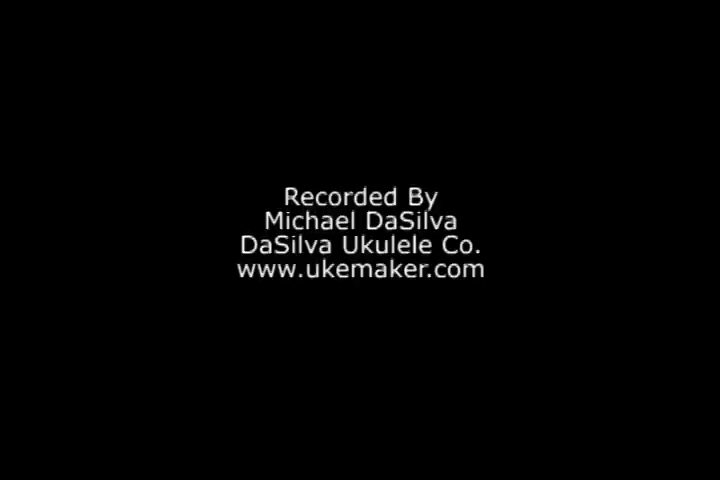 Recorded By
Michael DaSilva
DaSilva Ukulele Co.
www.ukemaker.com